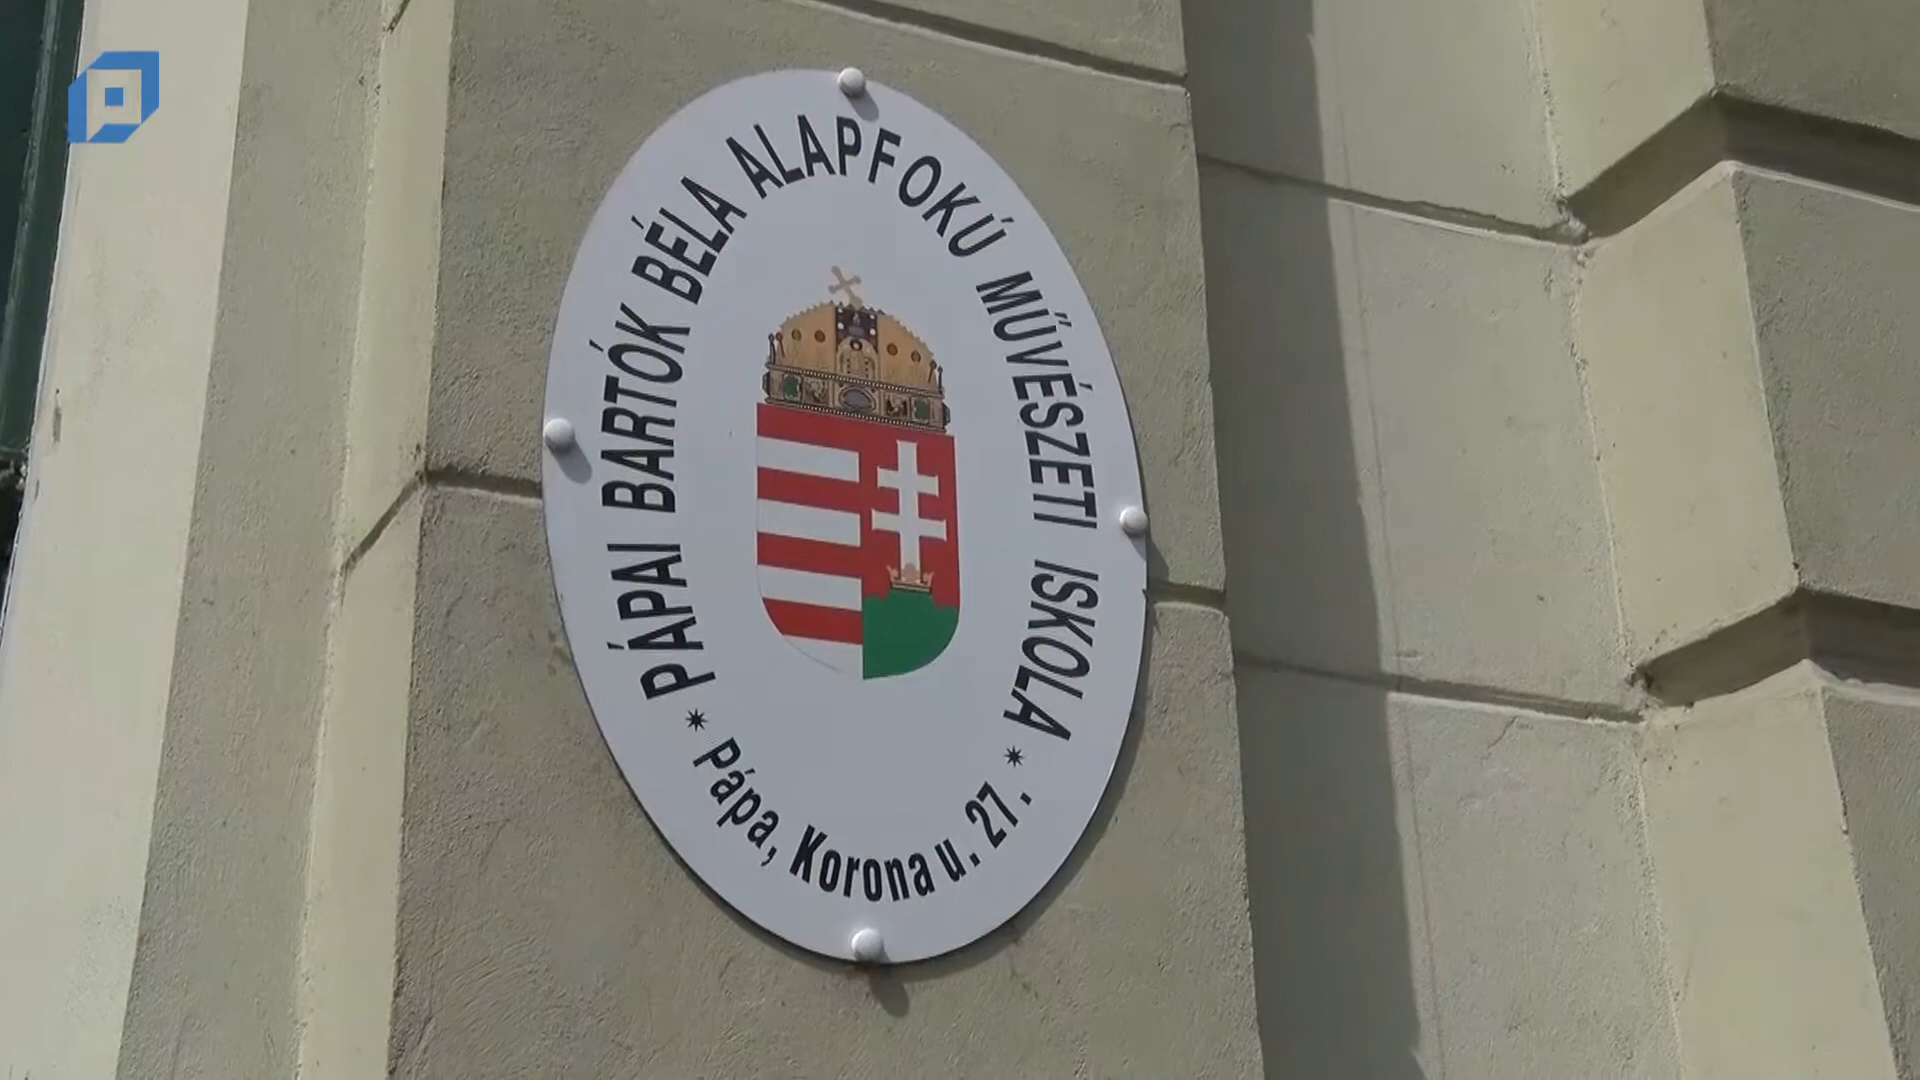 PÁPAI BARTÓK BÉLA ALAPFOKÚ MŰVÉSZETI ISKOLA
* Pápa, Korona u. 27. *